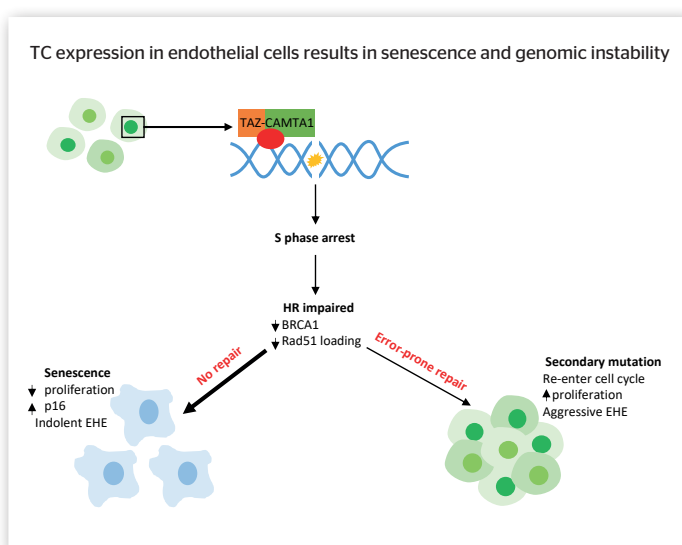 TC expression in endothelial cells results in senescence and genomic instability
TAZ-CAMTA1
S phase arrest
HR impaired
BRCA1
Rad51 loading
No repair
Error-prone repair
Senescence
proliferation
p16
Indolent EHE
Secondary mutation
Re-enter cell cycle
proliferation
Aggressive EHE